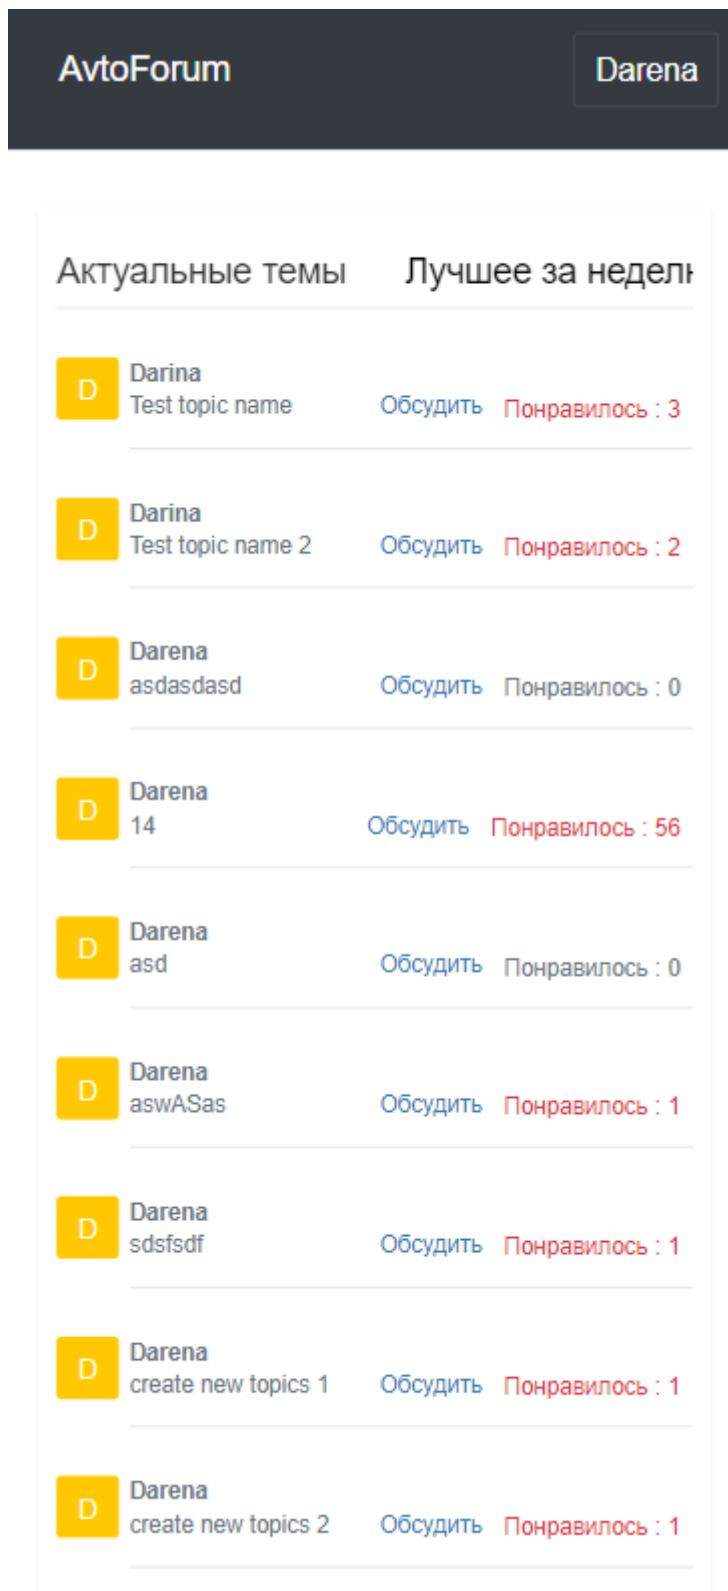 AvtoForum
Darena
Актуальные темы
Лучшее за недел
D
Darina
Test topic name
Обсудить
Понравилось : 3
D
Darina
Test topic name 2
Обсудить
Понравилось : 2
D
Darena
asdasdasd
Обсудить
Понравилось : 0
D
Darena
14
Обсудить
Понравилось : 56
D
Darena
asd
Обсудить
Понравилось : 0
D
Darena
aswASas
Обсудить
Понравилось : 1
D
Darena
sdsfsdf
Обсудить
Понравилось : 1
D
Darena
create new topics 1
Обсудить
Понравилось : 1
D
Darena
create new topics 2
Обсудить
Понравилось : 1